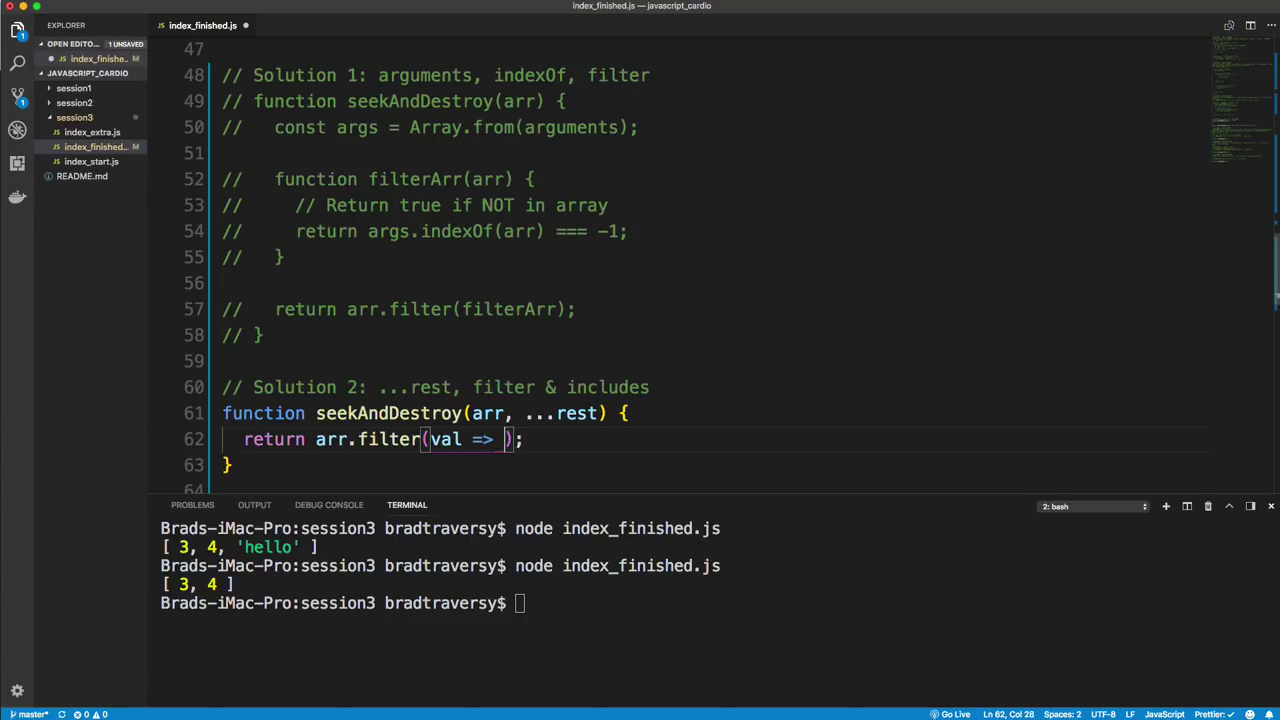 index_finished.js — javascript_cardio
EXPLORER
index_finished.js
OPEN EDITO... 1 UNSAVED
index_finishe... M
JAVASCRIPT_CARDIO
session1
session2
session3
index_extra.js
index_finished... M
index_start.js
README.md
1
1
47
48 // Solution 1: arguments, indexOf, filter
49 // function seekAndDestroy(arr) {
50 //   const args = Array.from(arguments);
51
52 //   function filterArr(arr) {
53 //     // Return true if NOT in array
54 //     return args.indexOf(arr) === -1;
55 //   }
56
57 //   return arr.filter(filterArr);
58 // }
59
60 // Solution 2: ...rest, filter & includes
61 function seekAndDestroy(arr, ...rest) {
62   return arr.filter(val => );
63 }
64
PROBLEMS OUTPUT DEBUG CONSOLE TERMINAL 2: bash
Brads-iMac-Pro:session3 bradtraversy$ node index_finished.js
[ 3, 4, 'hello' ]
Brads-iMac-Pro:session3 bradtraversy$ node index_finished.js
[ 3, 4 ]
Brads-iMac-Pro:session3 bradtraversy$
master* 0 0 Go Live Ln 62, Col 28 Spaces: 2 UTF-8 LF JavaScript Prettier: ✓